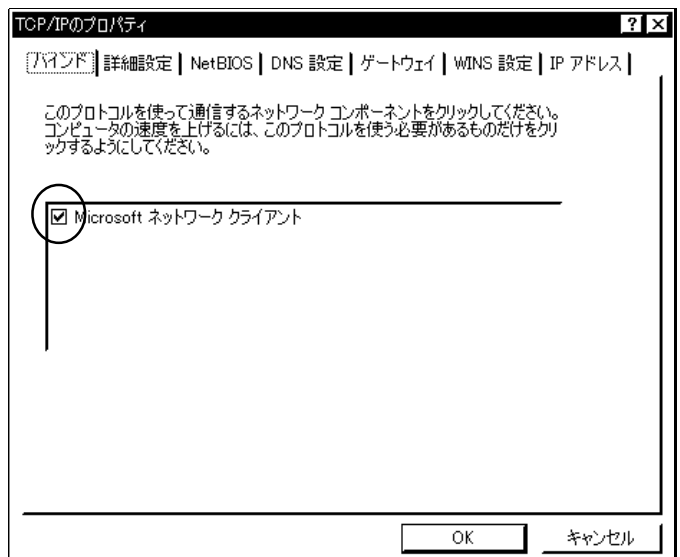 TCP/IPのプロパティ
バインド 詳細設定 NetBIOS DNS 設定 ゲートウェイ WINS 設定 IP アドレス
このプロトコルを使って通信するネットワーク コンポーネントをクリックしてください。
コンピュータの速度を上げるには、このプロトコルを使う必要があるものだけをクリ
ックするようにしてください。
Microsoft ネットワーク クライアント
OK キャンセル